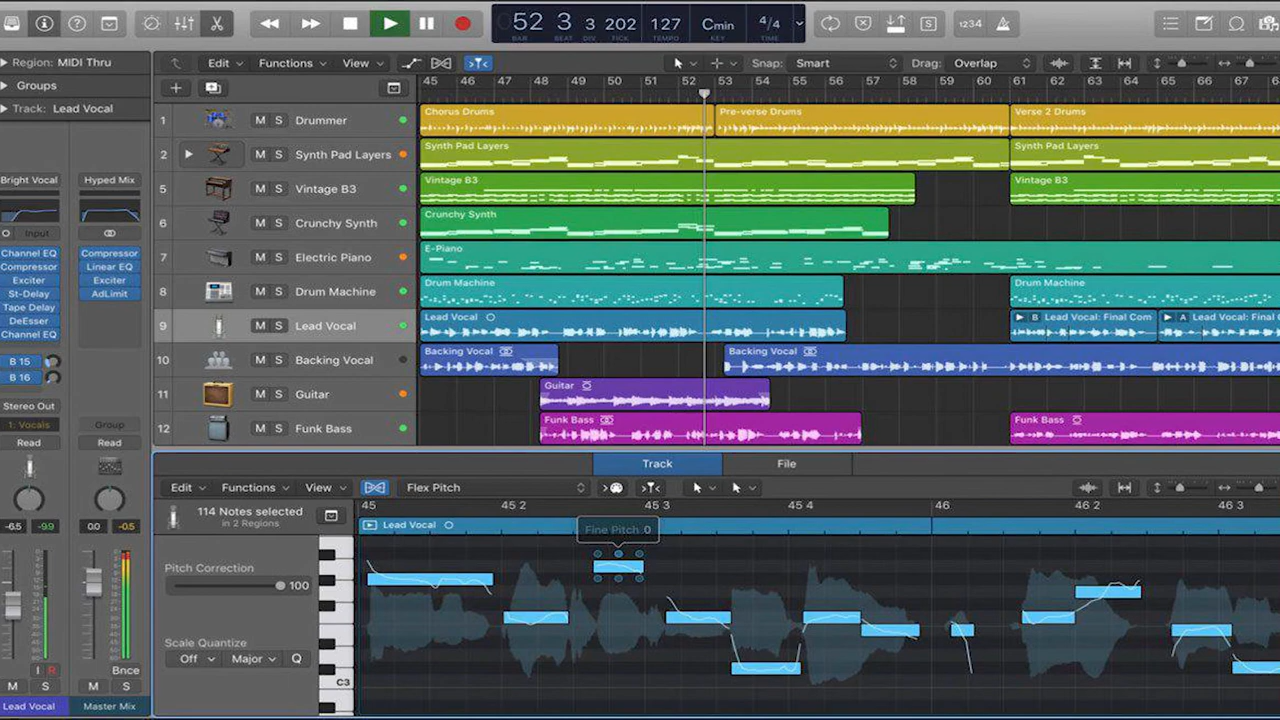 52 3 3 202 127 Cmin 4/4
BAR BEAT DIV TICK TEMPO KEY TIME
1234
Region: MIDI Thru
Edit Functions View Snap: Smart Drag: Overlap
Groups
45 46 47 48 49 50 51 52 53 54 55 56 57 58 59 60 61 62 63 64 65 66 67
Track: Lead Vocal
1 M S Drummer
Chorus Drums Pre-verse Drums Verse 2 Drums
2 M S Synth Pad Layers
Synth Pad Layers Synth Pad Layers
5 M S Vintage B3
Vintage B3 Vintage B3
6 M S Crunchy Synth
Crunchy Synth
7 M S Electric Piano
E-Piano
8 M S Drum Machine
Drum Machine Drum Machine
9 M S Lead Vocal
Lead Vocal B Lead Vocal: Final Com A Lead Vocal: Final C
10 M S Backing Vocal
Backing Vocal Backing Vocal
11 M S Guitar
Guitar
12 M S Funk Bass
Funk Bass Funk Bass
Bright Vocal Hyped Mix
Input
Channel EQ Compressor
Compressor Linear EQ
Exciter Exciter
St-Delay AdLimit
Tape Delay
DeEsser
Channel EQ
B 15
B 16
Stereo Out
1: Vocals Group
Read Read
-6.5 -9.9 0.0 -0.5
I R Bnce
M S M S
Lead Vocal Master Mix
Track File
Edit Functions View Flex Pitch
114 Notes selected
in 2 Regions
45 45 2 45 3 45 4 46 46 2 46 3
Lead Vocal
Fine Pitch 0
Pitch Correction
100
Scale Quantize
Off Major Q
C3